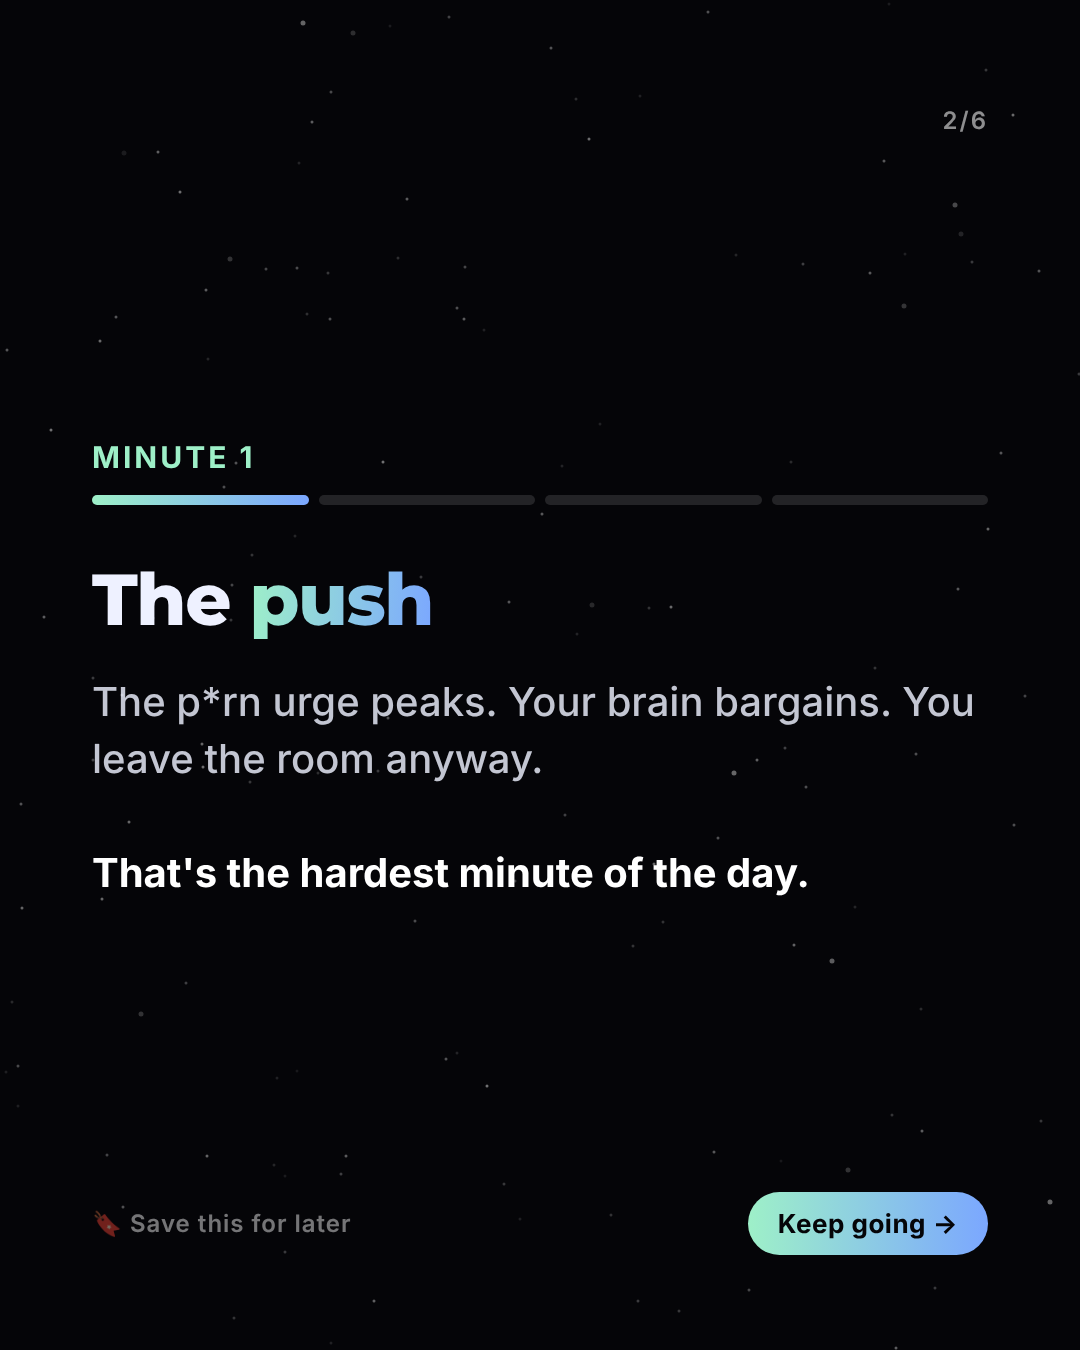 2/6
MINUTE 1
The push
The p*rn urge peaks. Your brain bargains. You
leave the room anyway.
That's the hardest minute of the day.
🔖 Save this for later
Keep going →